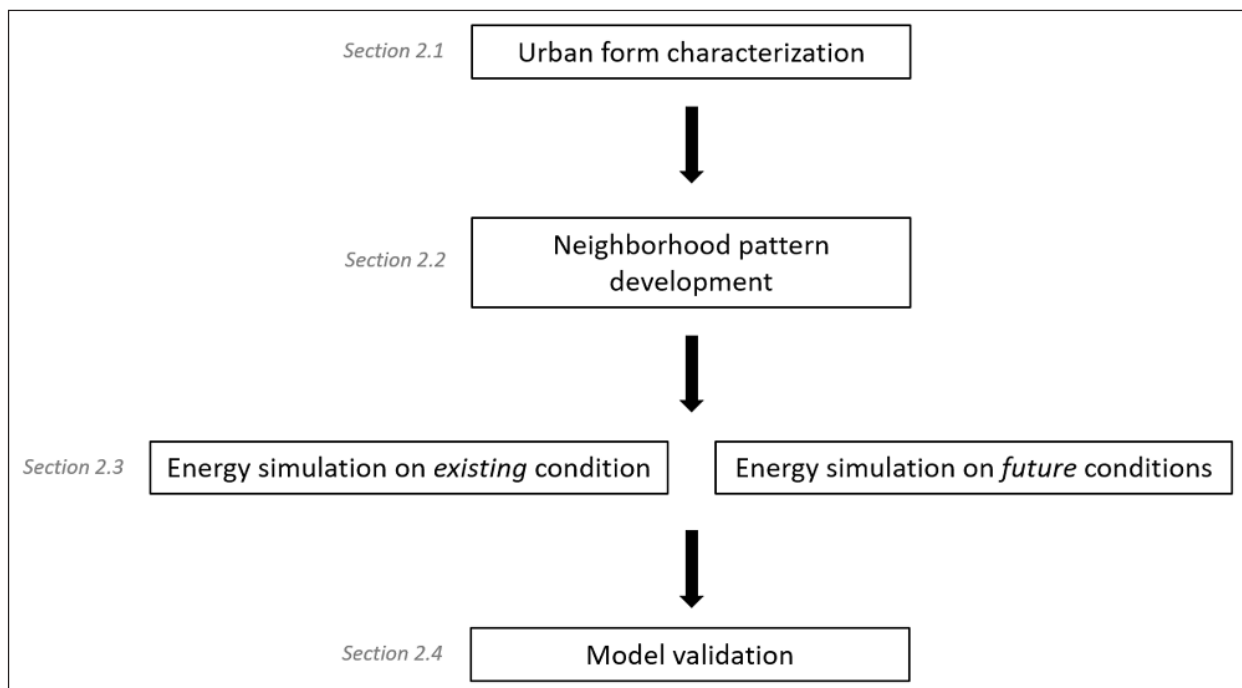 Section 2.1
Urban form characterization
Section 2.2
Neighborhood pattern
development
Section 2.3
Energy simulation on existing condition
Energy simulation on future conditions
Section 2.4
Model validation